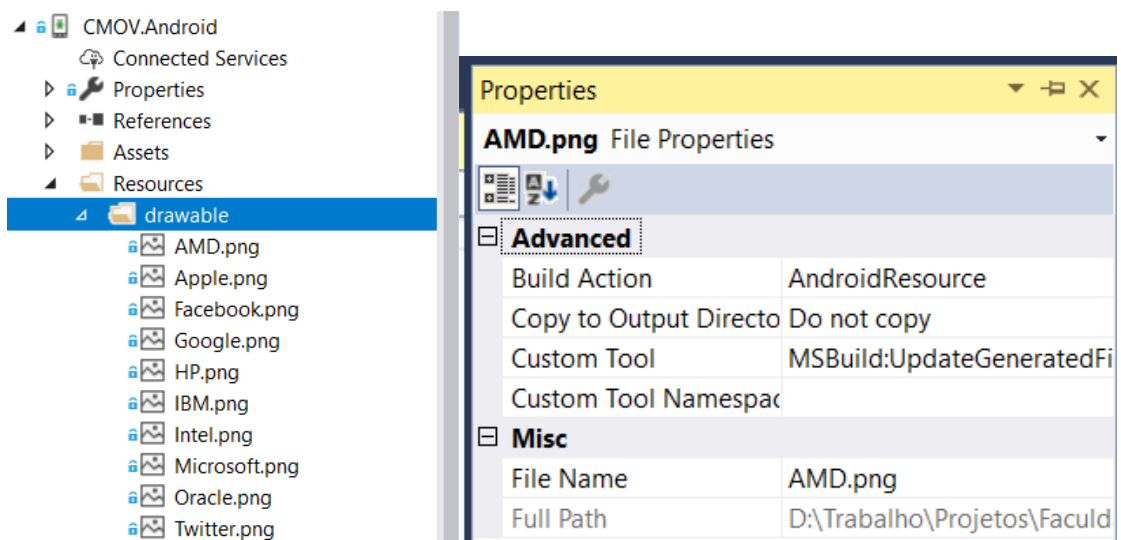 CMOV.Android
Connected Services
Properties
References
Assets
Resources
drawable
AMD.png
Apple.png
Facebook.png
Google.png
HP.png
IBM.png
Intel.png
Microsoft.png
Oracle.png
Twitter.png
Properties
AMD.png File Properties
Advanced
Build Action AndroidResource
Copy to Output Directo Do not copy
Custom Tool MSBuild:UpdateGeneratedFi
Custom Tool Namespac
Misc
File Name AMD.png
Full Path D:\Trabalho\Projetos\Faculd